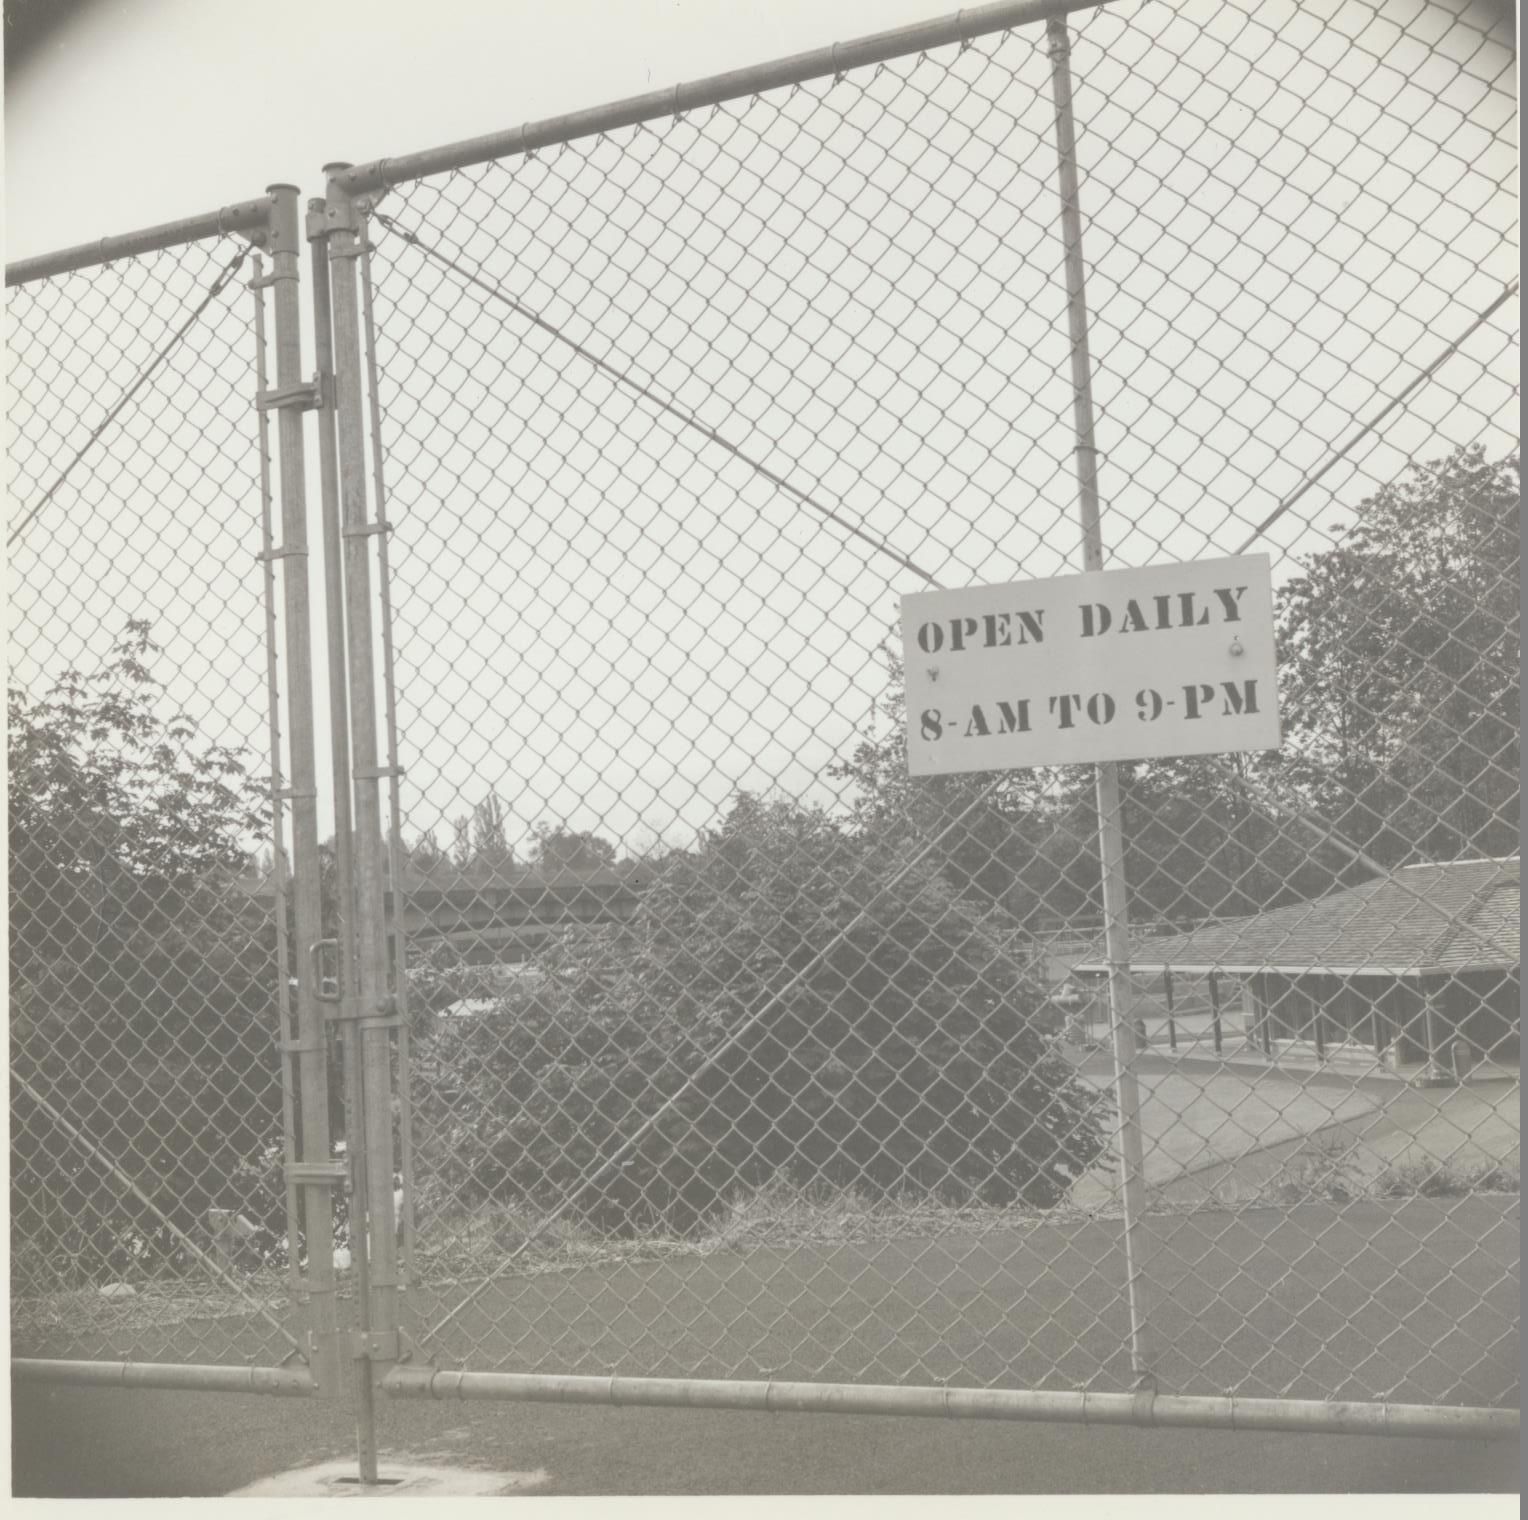 OPEN DAILY
8-AM TO 9-PM